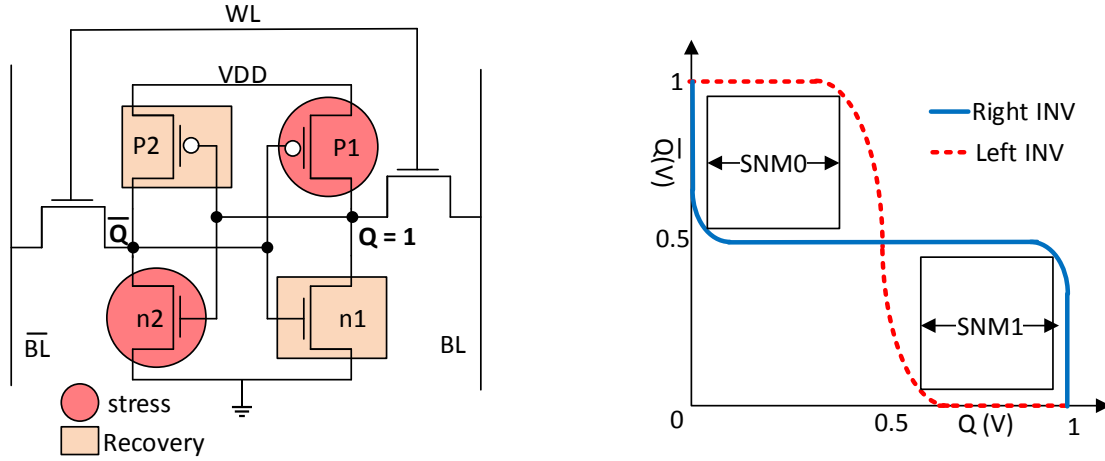 WL
VDD
P2
P1
Q̅
Q = 1
n2
n1
B̅L̅
BL
stress
Recovery
1
Q̅(V)
0.5
0
SNM0
SNM1
Right INV
Left INV
0.5
Q (V)
1